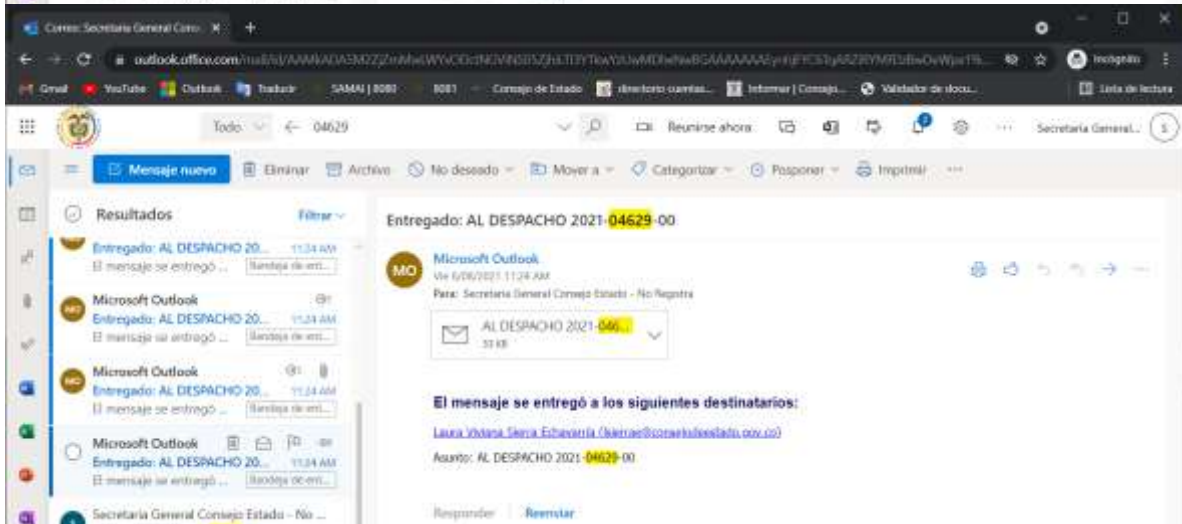 Correo: Secretaria General Cons
outlook.office.com
Incógnito
Gmail YouTube Outlook Traducir SAMAI | 8080 8081 Consejo de Estado directorio cuentas... Informar | Consejo... Validador de docu... Lista de lectura
Todo 04629 Reunirse ahora Secretaria General... S
Mensaje nuevo Eliminar Archivo No deseado Mover a Categorizar Posponer Imprimir
Resultados Filtrar
Entregado: AL DESPACHO 20... 11:24 AM
El mensaje se entregó ... Bandeja de ent...
Microsoft Outlook
Entregado: AL DESPACHO 20... 11:24 AM
El mensaje se entregó ... Bandeja de ent...
Microsoft Outlook
Entregado: AL DESPACHO 20... 11:24 AM
El mensaje se entregó ... Bandeja de ent...
Microsoft Outlook
Entregado: AL DESPACHO 20... 11:24 AM
El mensaje se entregó ... Bandeja de ent...
Secretaria General Consejo Estado - No ...
Entregado: AL DESPACHO 2021-04629-00
MO
Microsoft Outlook
Vie 6/08/2021 11:24 AM
Para: Secretaria General Consejo Estado - No Registra
AL DESPACHO 2021-046...
33 KB
El mensaje se entregó a los siguientes destinatarios:
Laura Viviana Sierra Echavarria (lsierrae@consejodeestado.gov.co)
Asunto: AL DESPACHO 2021-04629-00
Responder Reenviar